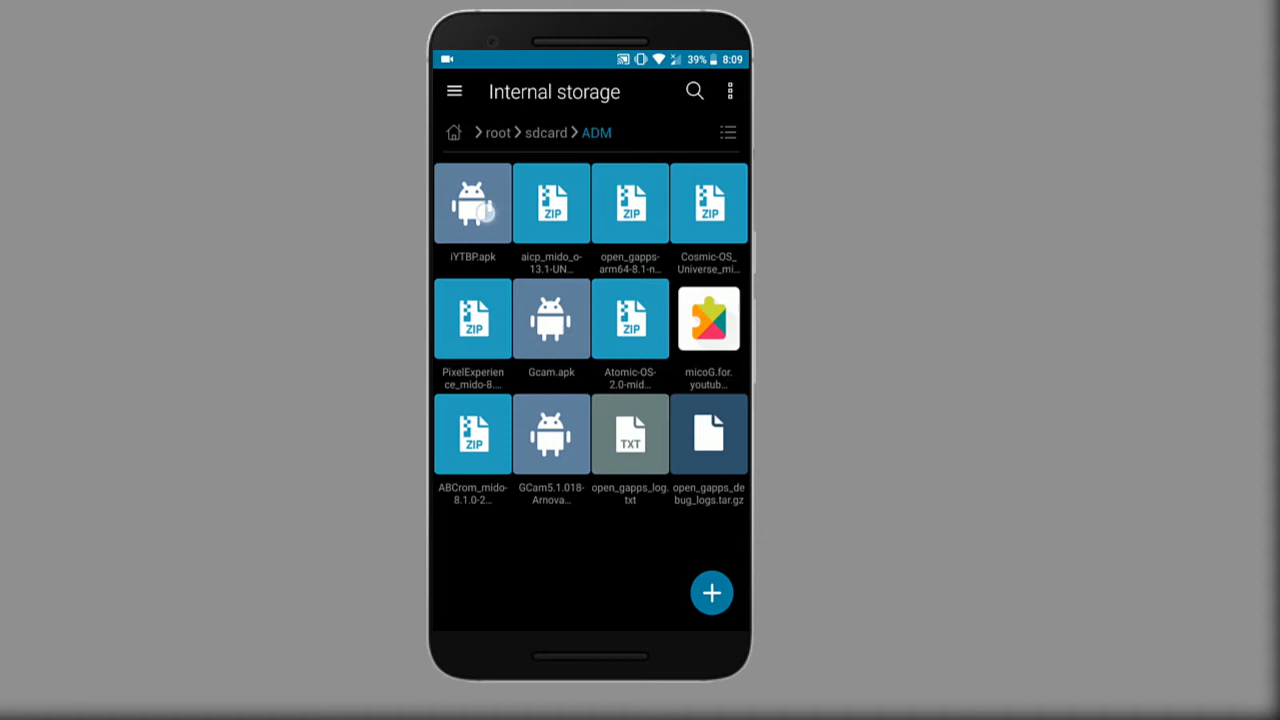 39% 8:09
Internal storage
root sdcard ADM
ZIP ZIP ZIP
iYTBP.apk
aicp_mido_o-
13.1-UN...
open_gapps-
arm64-8.1-n...
Cosmic-OS_
Universe_mi...
ZIP ZIP
PixelExperien
ce_mido-8....
Gcam.apk
Atomic-OS-
2.0-mid...
micoG.for.
youtub...
ZIP TXT
ABCrom_mido-
8.1.0-2...
GCam5.1.018-
Arnova...
open_gapps_log.
txt
open_gapps_de
bug_logs.tar.gz